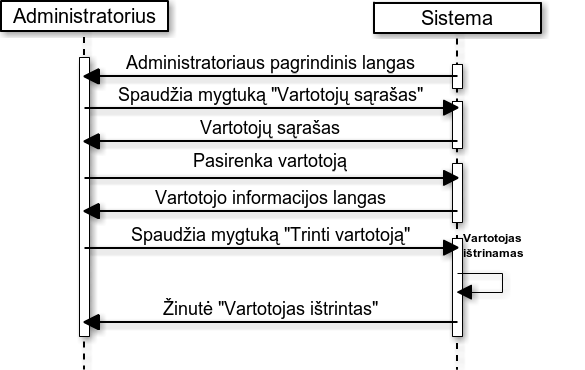 Administratorius
Sistema
Administratoriaus pagrindinis langas
Spaudžia mygtuką "Vartotojų sąrašas"
Vartotojų sąrašas
Pasirenka vartotoją
Vartotojo informacijos langas
Spaudžia mygtuką "Trinti vartotoją"
Vartotojas
ištrinamas
Žinutė "Vartotojas ištrintas"